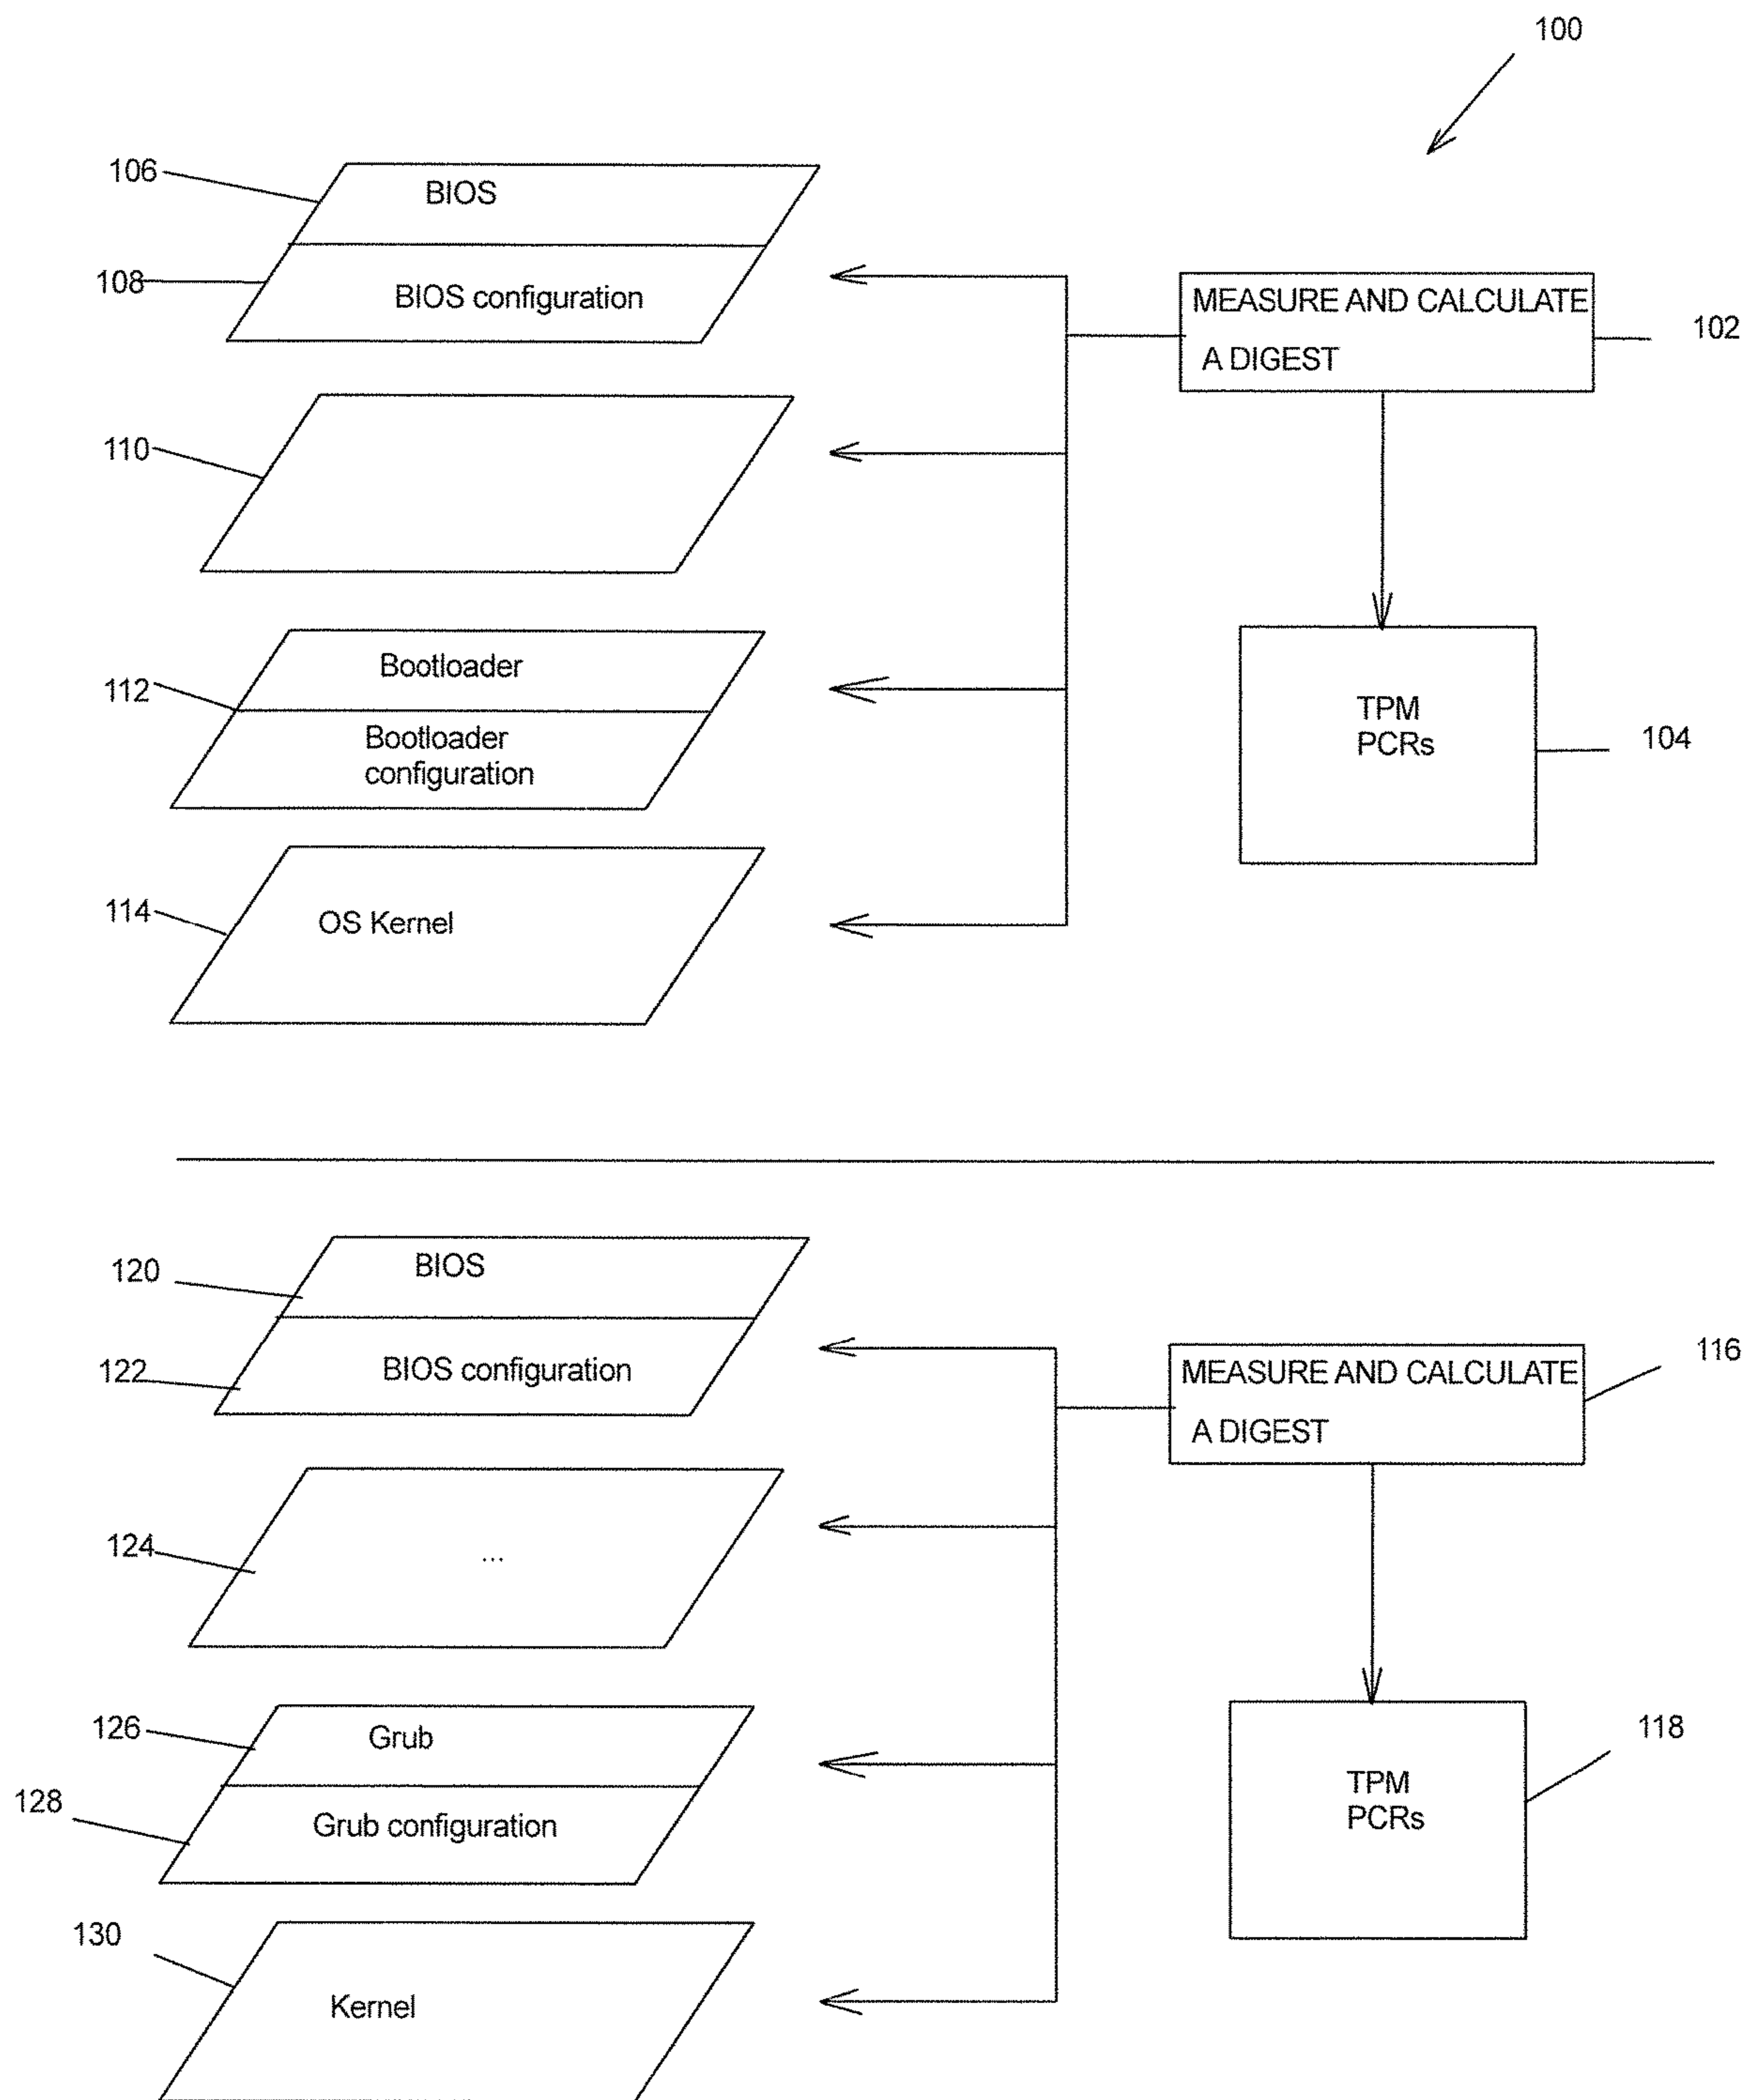 100
106
BIOS
108
BIOS configuration
MEASURE AND CALCULATE
A DIGEST
102
110
112
Bootloader
Bootloader
configuration
TPM
PCRs
104
114
OS Kernel
120
BIOS
122
BIOS configuration
MEASURE AND CALCULATE
A DIGEST
116
124
...
126
Grub
128
Grub configuration
TPM
PCRs
118
130
Kernel